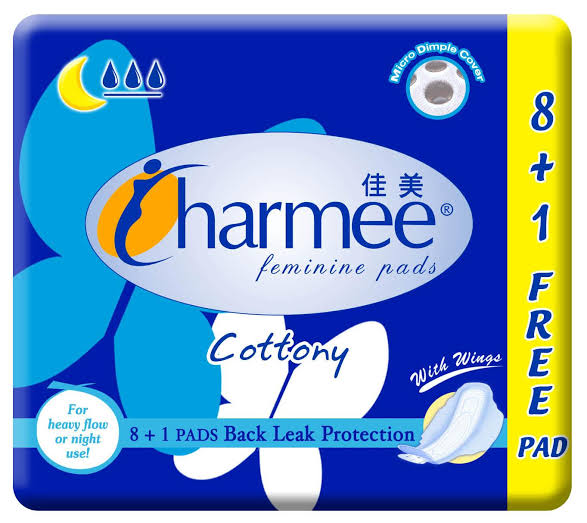 Micro Dimple Cover
佳美
Charmee®
feminine pads
Cottony
With Wings
For
heavy flow
or night
use!
8 + 1 PADS Back Leak Protection
8 + 1 FREE PAD